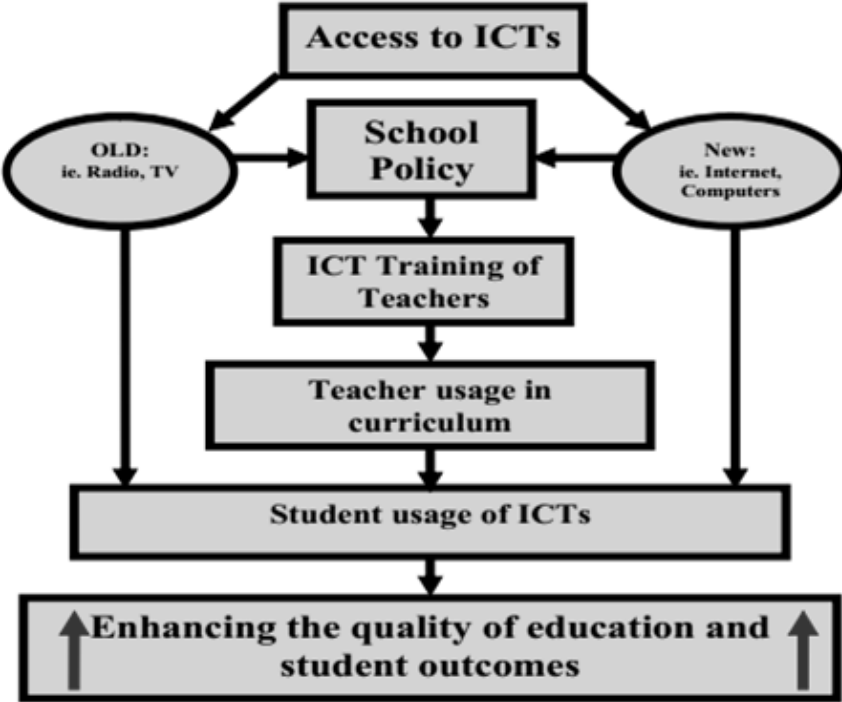 Access to ICTs
OLD:
ie. Radio, TV
School
Policy
New:
ie. Internet,
Computers
ICT Training of
Teachers
Teacher usage in
curriculum
Student usage of ICTs
Enhancing the quality of education and
student outcomes